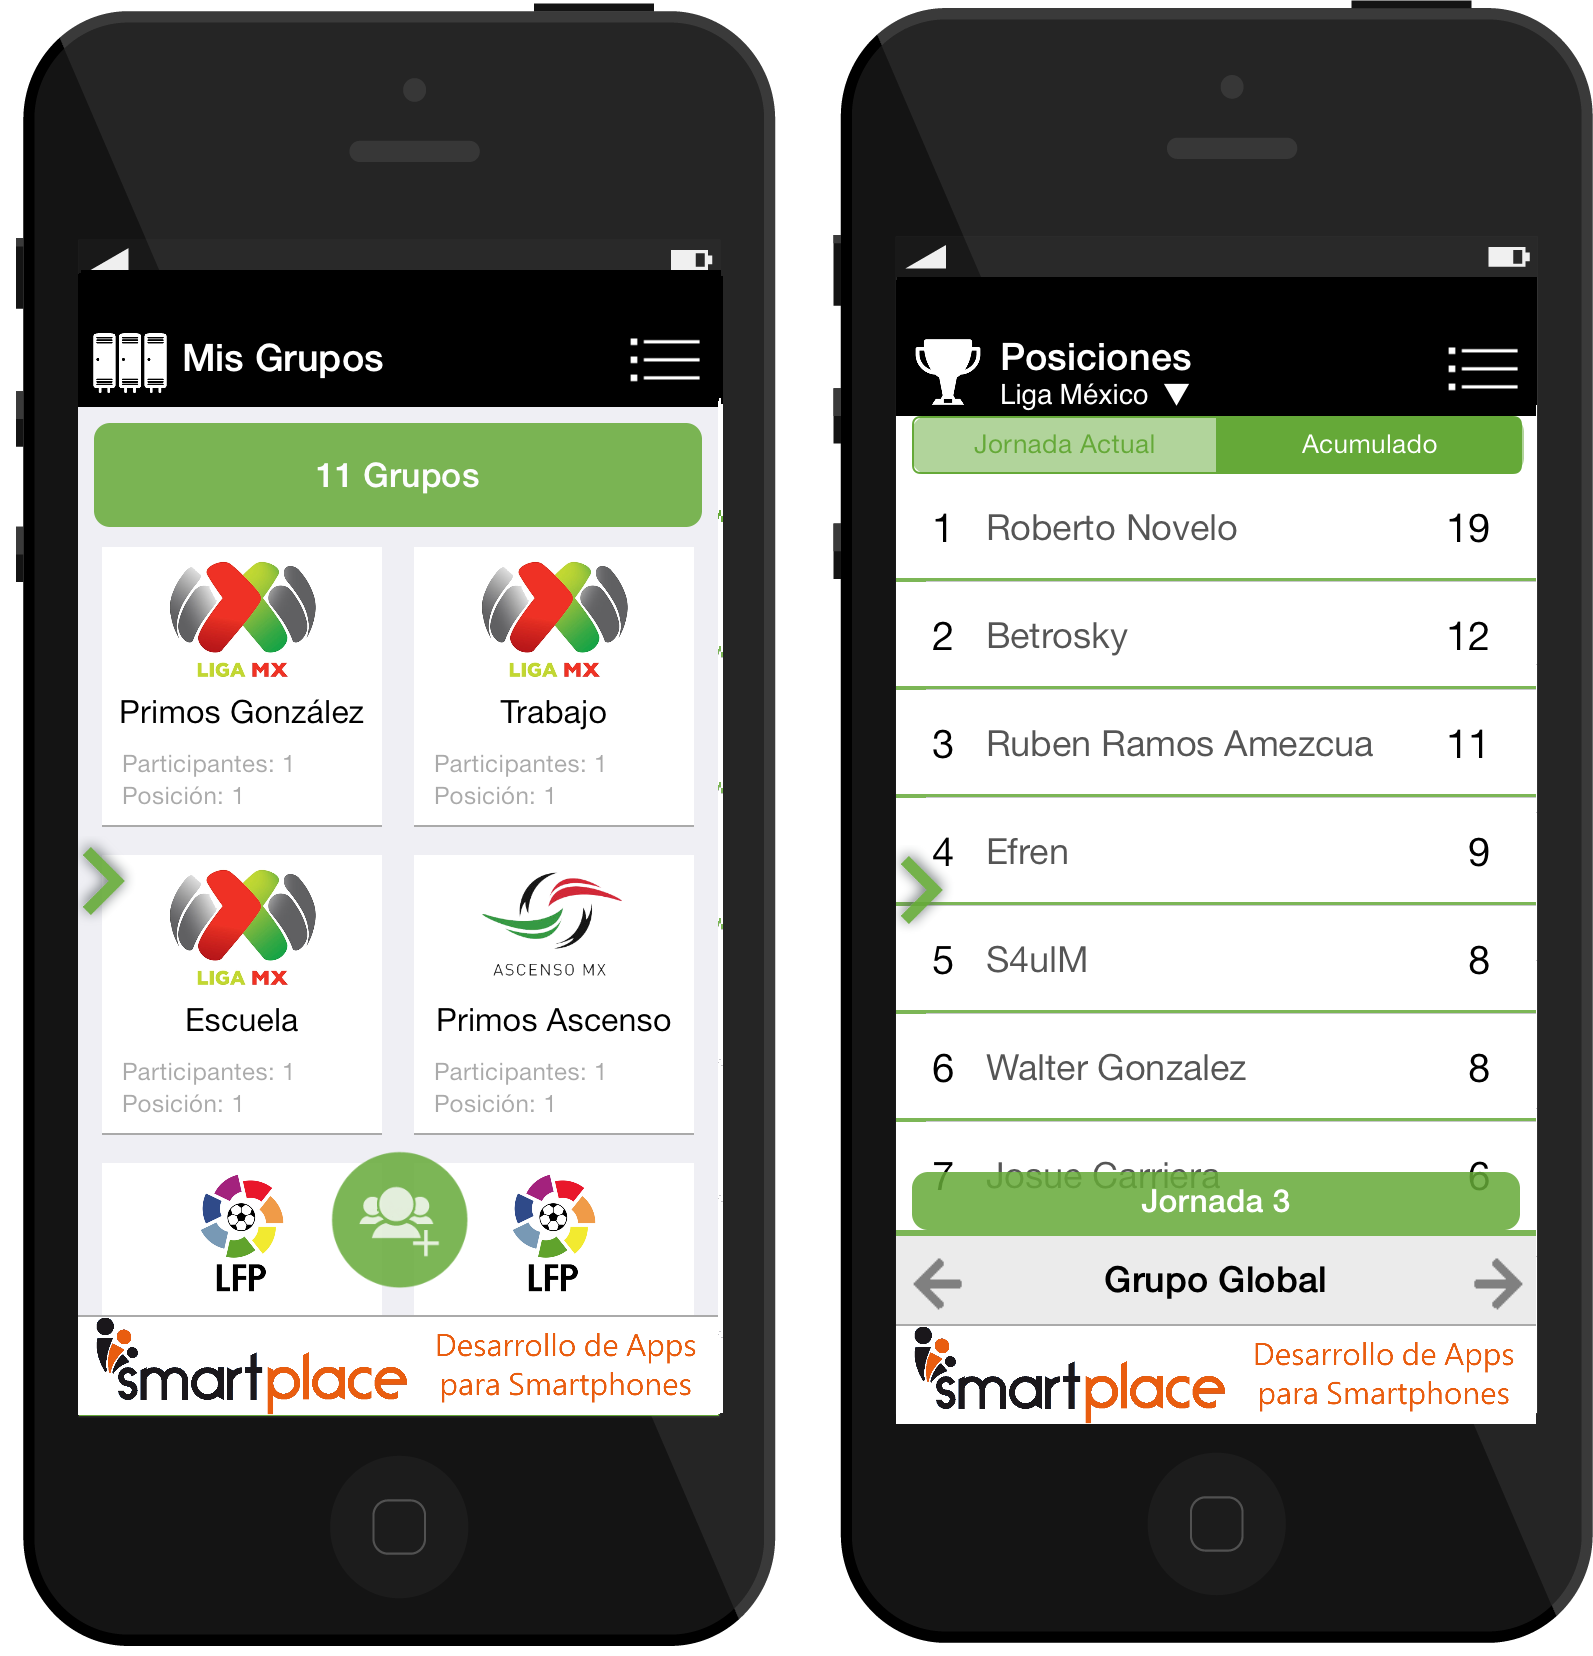 Mis Grupos
11 Grupos
LIGA MX
LIGA MX
Primos González
Trabajo
Participantes: 1
Posición: 1
Participantes: 1
Posición: 1
LIGA MX
ASCENSO MX
Escuela
Primos Ascenso
Participantes: 1
Posición: 1
Participantes: 1
Posición: 1
LFP
LFP
smartplace
Desarrollo de Apps
para Smartphones
Posiciones
Liga México
Jornada Actual
Acumulado
1 Roberto Novelo 19
2 Betrosky 12
3 Ruben Ramos Amezcua 11
4 Efren 9
5 S4ulM 8
6 Walter Gonzalez 8
7 Josue Carriera 6
Jornada 3
Grupo Global
smartplace
Desarrollo de Apps
para Smartphones